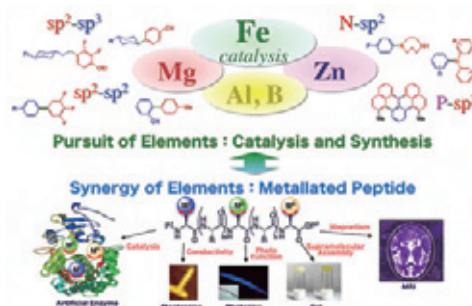 sp²-sp³
Fe
catalysis
N-sp²
Mg
Zn
Al, B
sp²-sp²
P-sp
Pursuit of Elements : Catalysis and Synthesis
Synergy of Elements : Metallated Peptide
Catalysis
Conductivity
Photo
Function
Supramolecular
Assembly
Magnetism
Artificial Enzyme
MRI